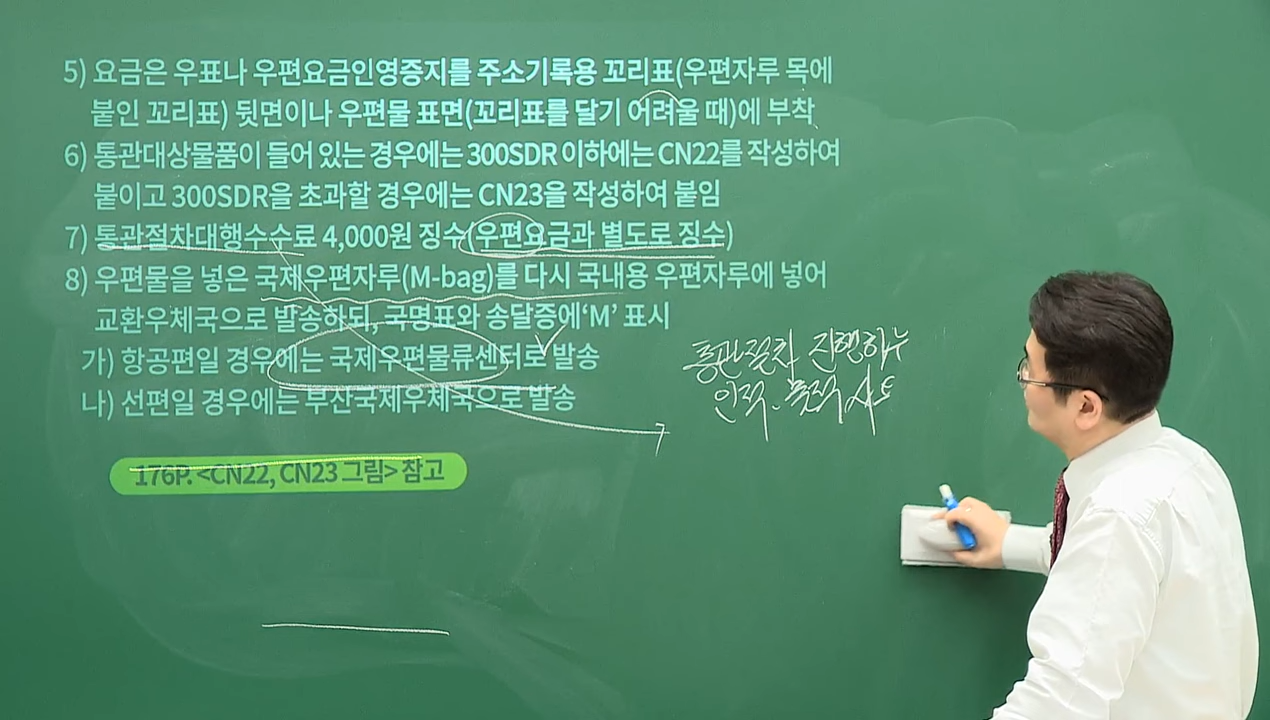 5) 요금은 우표나 우편요금인영증지를 주소기록용 꼬리표(우편자루 목에
붙인 꼬리표) 뒷면이나 우편물 표면(꼬리표를 달기 어려울 때)에 부착
6) 통관대상물품이 들어 있는 경우에는 300SDR 이하에는 CN22를 작성하여
붙이고 300SDR을 초과할 경우에는 CN23을 작성하여 붙임
7) 통관절차대행수수료 4,000원 징수(우편요금과 별도로 징수)
8) 우편물을 넣은 국제우편자루(M-bag)를 다시 국내용 우편자루에 넣어
교환우체국으로 발송하되, 국명표와 송달증에‘M’ 표시
가) 항공편일 경우에는 국제우편물류센터로 발송
나) 선편일 경우에는 부산국제우체국으로 발송
통관절차 진행하는
인적.
176P. <CN22, CN23 그림> 참고